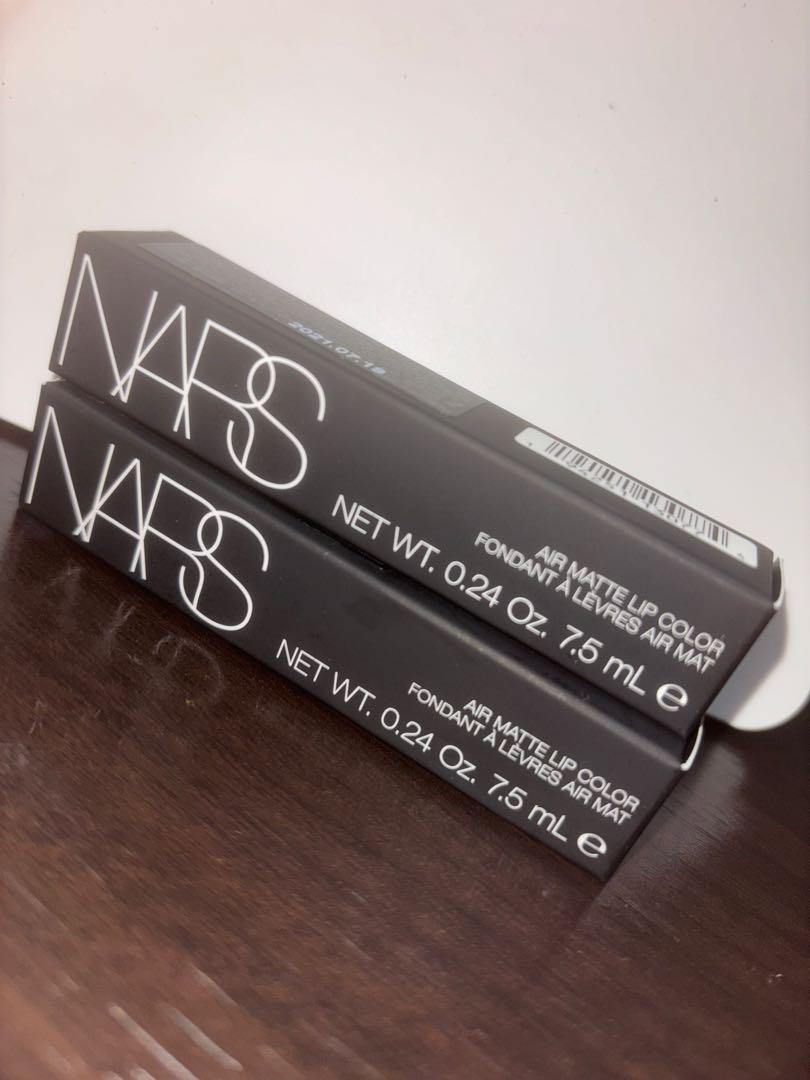 2021.07.19
NARS
NET WT. 0.24 Oz. 7.5 mL e
AIR MATTE LIP COLOR
FONDANT À LÈVRES AIR MAT
NARS
NET WT. 0.24 Oz. 7.5 mL e
AIR MATTE LIP COLOR
FONDANT À LÈVRES AIR MAT